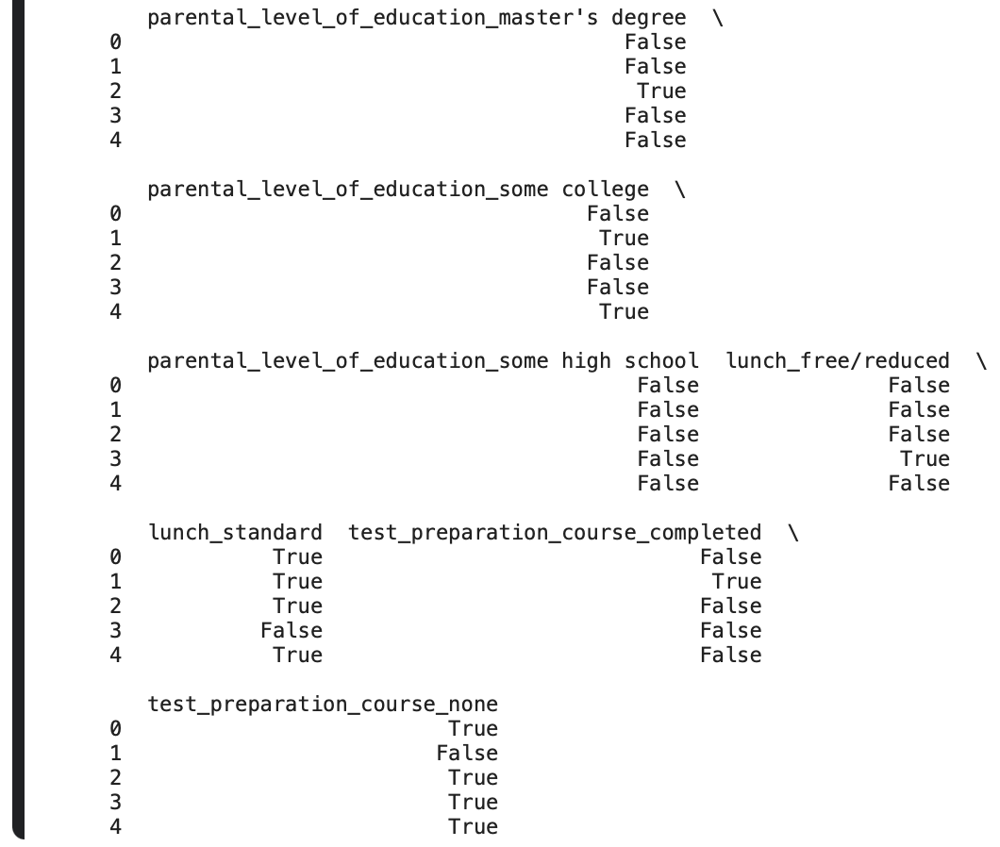 parental_level_of_education_master's degree \
0 False
1 False
2 True
3 False
4 False
parental_level_of_education_some college \
0 False
1 True
2 False
3 False
4 True
parental_level_of_education_some high school lunch_free/reduced \
0 False False
1 False False
2 False False
3 False True
4 False False
lunch_standard test_preparation_course_completed \
0 True False
1 True True
2 True False
3 False False
4 True False
test_preparation_course_none
0 True
1 False
2 True
3 True
4 True